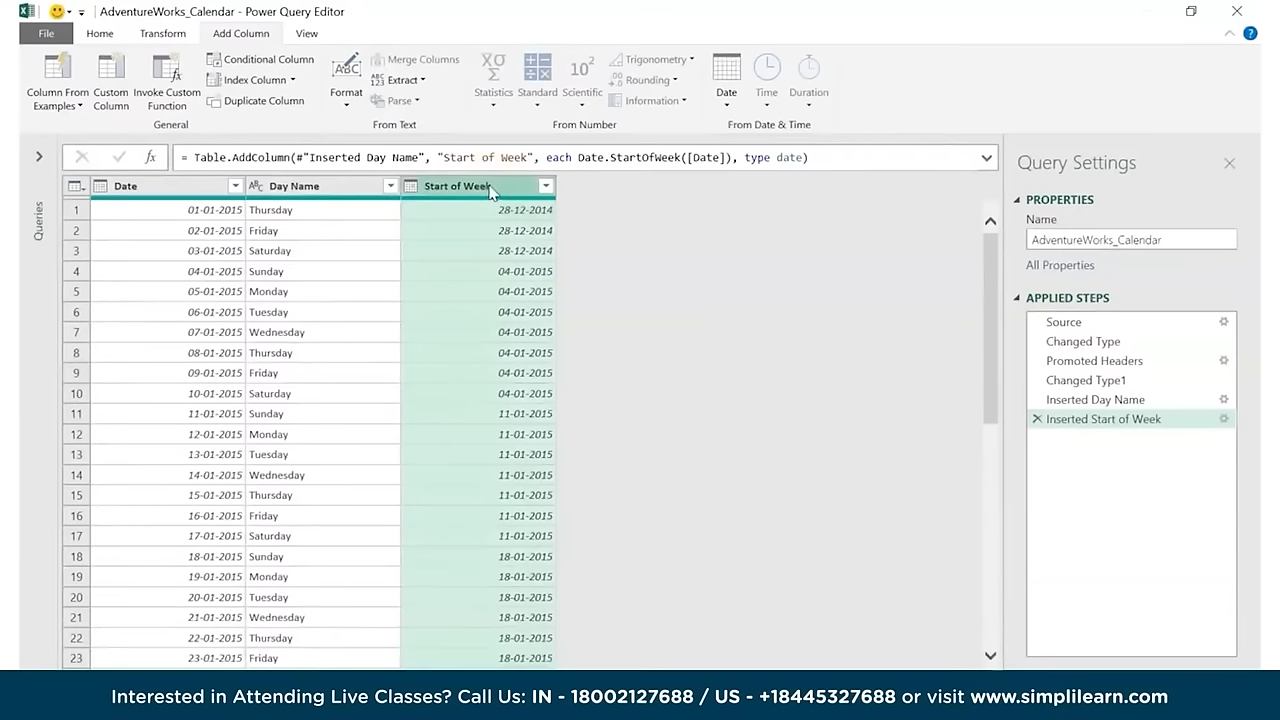 AdventureWorks_Calendar - Power Query Editor
File Home Transform Add Column View
Column From Examples
Custom Column
Invoke Custom Function
Conditional Column
Index Column
Duplicate Column
General
ABC
Format
Merge Columns
ABC 123 Extract
Parse
From Text
XΣ
Statistics
Standard
10²
Scientific
Trigonometry
.00 Rounding
Information
From Number
Date
Time
Duration
From Date & Time
fx = Table.AddColumn(#"Inserted Day Name", "Start of Week", each Date.StartOfWeek([Date]), type date)
Queries
Date ABC Day Name Start of Week
1 01-01-2015 Thursday 28-12-2014
2 02-01-2015 Friday 28-12-2014
3 03-01-2015 Saturday 28-12-2014
4 04-01-2015 Sunday 04-01-2015
5 05-01-2015 Monday 04-01-2015
6 06-01-2015 Tuesday 04-01-2015
7 07-01-2015 Wednesday 04-01-2015
8 08-01-2015 Thursday 04-01-2015
9 09-01-2015 Friday 04-01-2015
10 10-01-2015 Saturday 04-01-2015
11 11-01-2015 Sunday 11-01-2015
12 12-01-2015 Monday 11-01-2015
13 13-01-2015 Tuesday 11-01-2015
14 14-01-2015 Wednesday 11-01-2015
15 15-01-2015 Thursday 11-01-2015
16 16-01-2015 Friday 11-01-2015
17 17-01-2015 Saturday 11-01-2015
18 18-01-2015 Sunday 18-01-2015
19 19-01-2015 Monday 18-01-2015
20 20-01-2015 Tuesday 18-01-2015
21 21-01-2015 Wednesday 18-01-2015
22 22-01-2015 Thursday 18-01-2015
23 23-01-2015 Friday 18-01-2015
Query Settings
PROPERTIES
Name
AdventureWorks_Calendar
All Properties
APPLIED STEPS
Source
Changed Type
Promoted Headers
Changed Type1
Inserted Day Name
Inserted Start of Week
Interested in Attending Live Classes? Call Us: IN - 18002127688 / US - +18445327688 or visit www.simplilearn.com